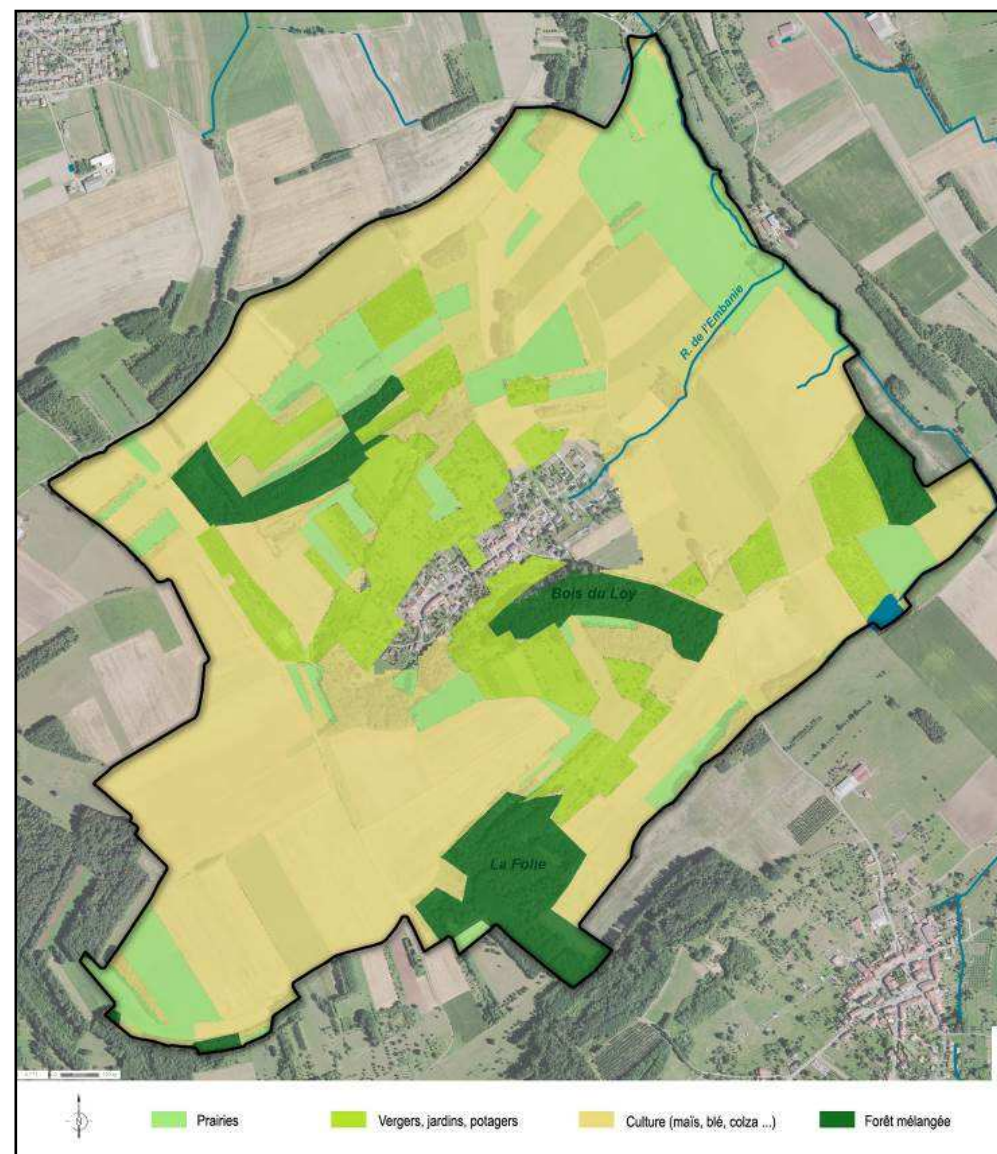 R. de l'Embanie
Bois du Loy
La Folie
N
Prairies
Vergers, jardins, potagers
Culture (maïs, blé, colza ...)
Forêt mélangée